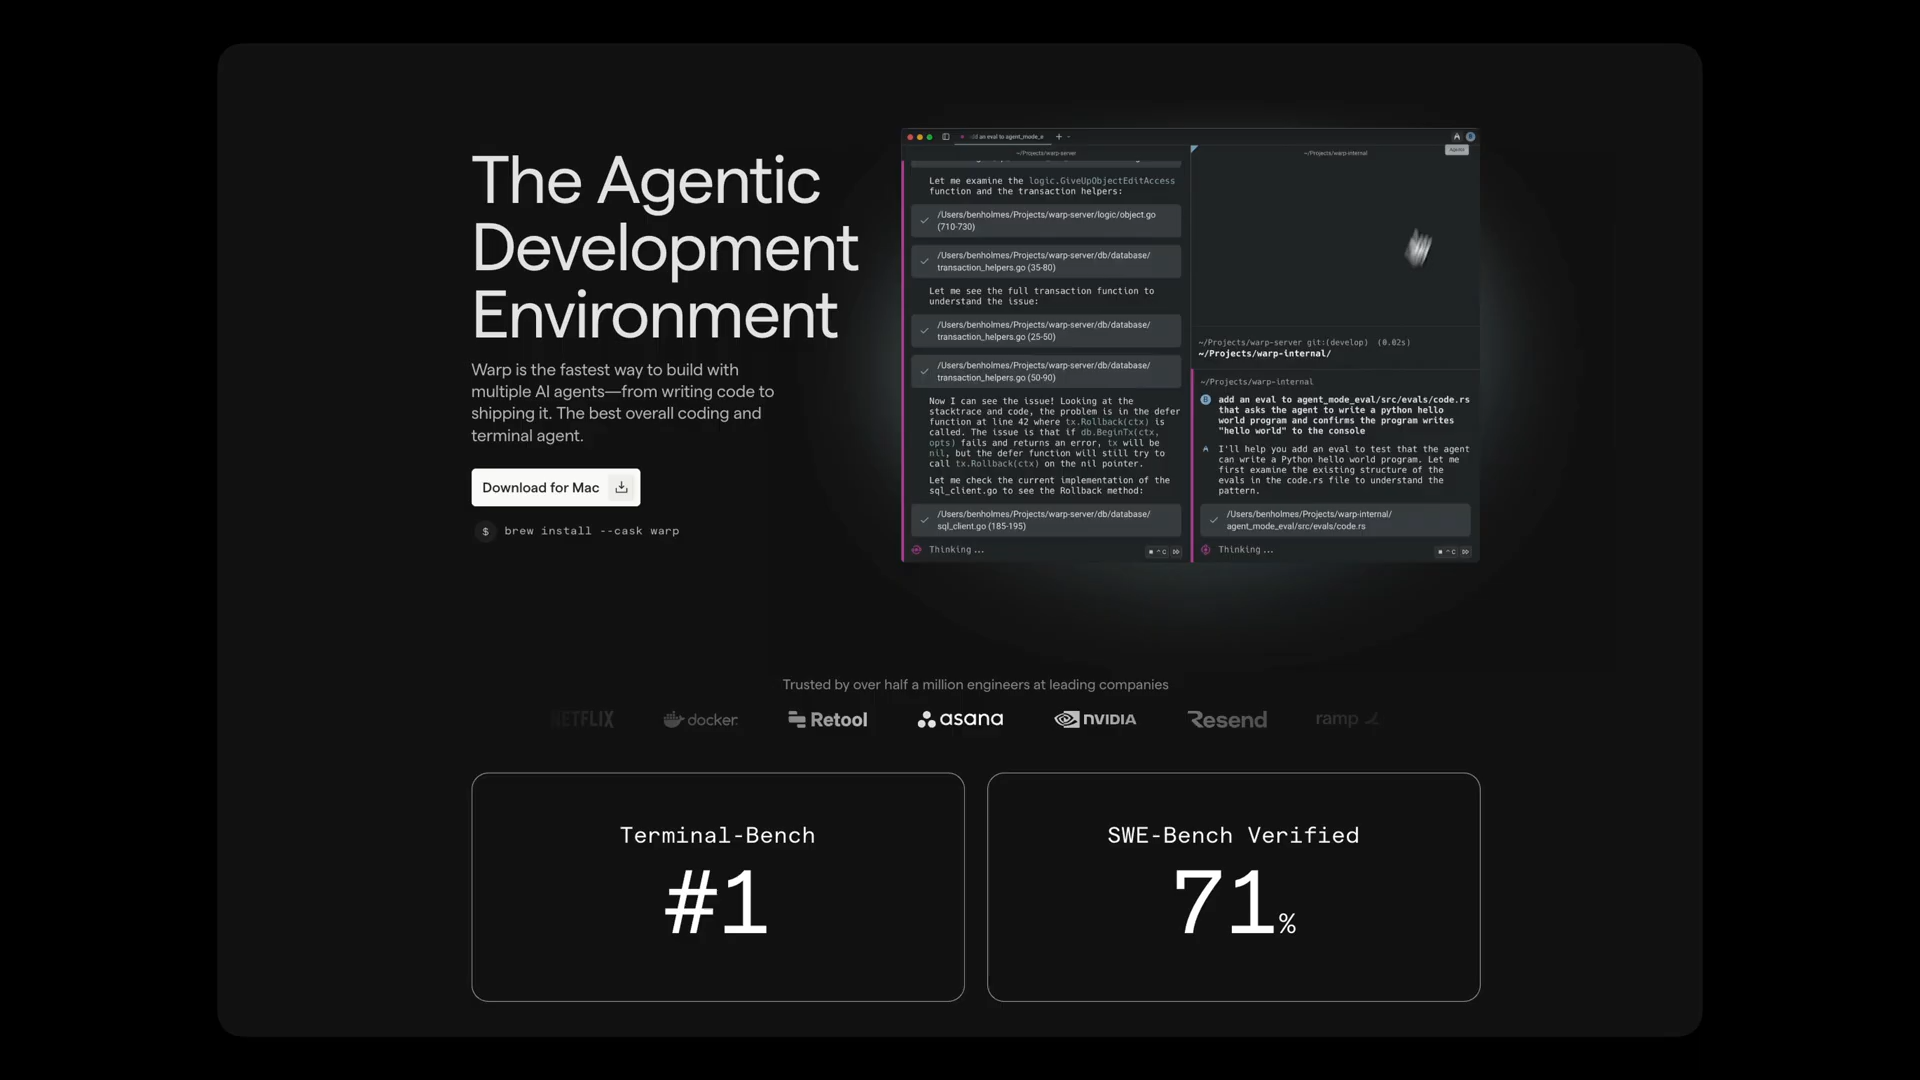 The Agentic
Development
Environment
Warp is the fastest way to build with
multiple AI agents—from writing code to
shipping it. The best overall coding and
terminal agent.
Download for Mac
$ brew install --cask warp
add an eval to agent_mode_e
~/Projects/warp-server
Let me examine the logic.GiveUpObjectEditAccess
function and the transaction helpers:
/Users/benholmes/Projects/warp-server/logic/object.go
(710-730)
/Users/benholmes/Projects/warp-server/db/database/
transaction_helpers.go (35-80)
Let me see the full transaction function to
understand the issue:
/Users/benholmes/Projects/warp-server/db/database/
transaction_helpers.go (25-50)
/Users/benholmes/Projects/warp-server/db/database/
transaction_helpers.go (50-90)
Now I can see the issue! Looking at the
stacktrace and code, the problem is in the defer
function at line 42 where tx.Rollback(ctx) is
called. The issue is that if db.BeginTx(ctx,
opts) fails and returns an error, tx will be
nil, but the defer function will still try to
call tx.Rollback(ctx) on the nil pointer.
Let me check the current implementation of the
sql_client.go to see the Rollback method:
/Users/benholmes/Projects/warp-server/db/database/
sql_client.go (185-195)
Thinking...
^C
~/Projects/warp-internal
~/Projects/warp-server git:(develop) (0.02s)
~/Projects/warp-internal/
~/Projects/warp-internal
B add an eval to agent_mode_eval/src/evals/code.rs
that asks the agent to write a python hello
world program and confirms the program writes
"hello world" to the console
I'll help you add an eval to test that the agent
can write a Python hello world program. Let me
first examine the existing structure of the
evals in the code.rs file to understand the
pattern.
/Users/benholmes/Projects/warp-internal/
agent_mode_eval/src/evals/code.rs
Thinking...
^C
Trusted by over half a million engineers at leading companies
NETFLIX docker Retool asana NVIDIA Resend ramp
Terminal-Bench
#1
SWE-Bench Verified
71%